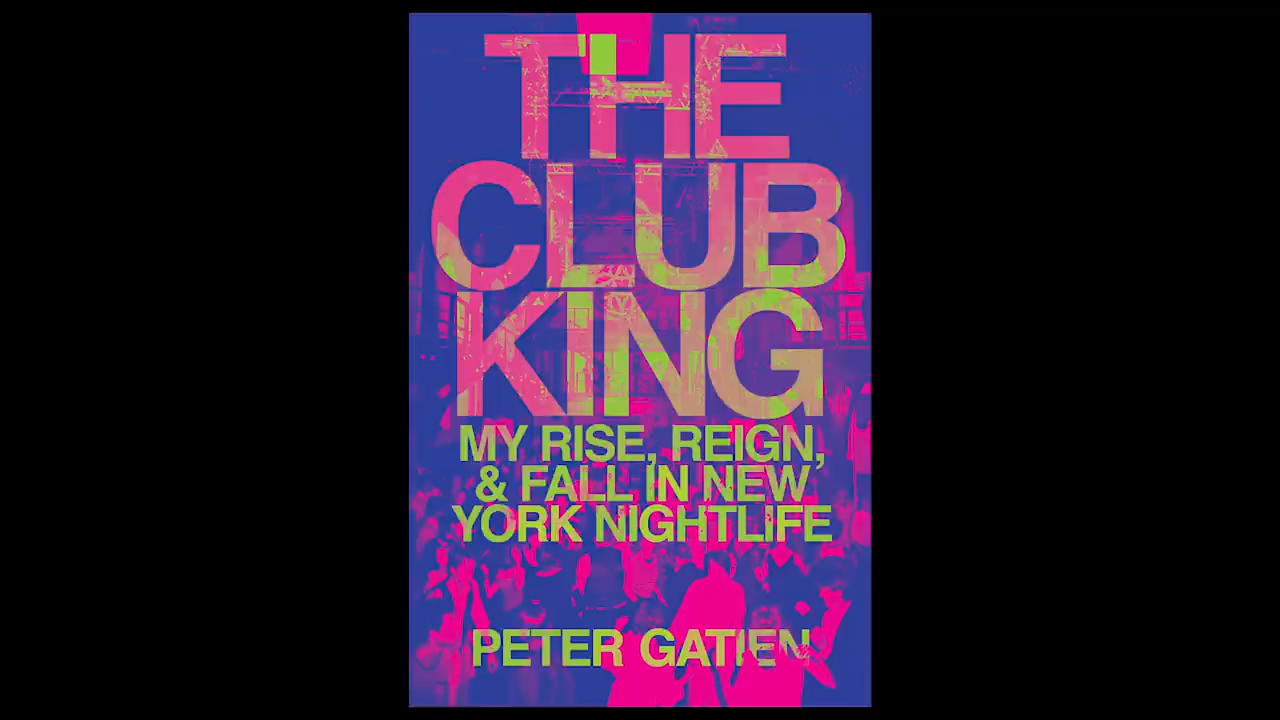 THE
CLUB
KING
MY RISE, REIGN,
& FALL IN NEW
YORK NIGHTLIFE
PETER GATIEN